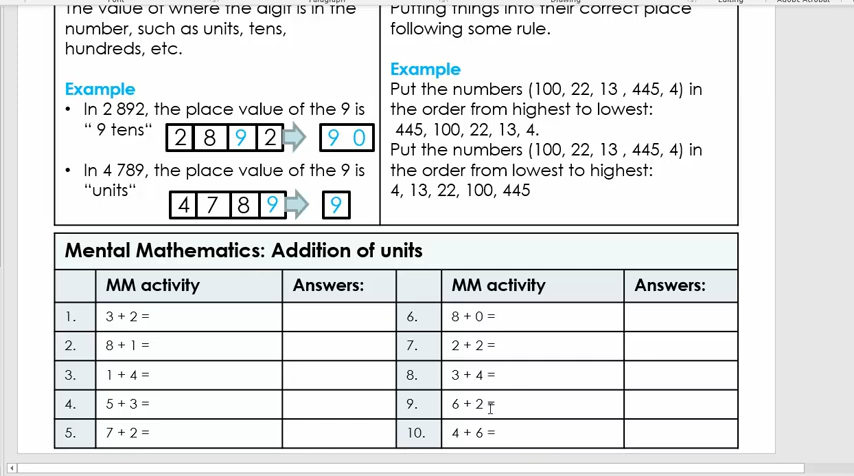 The value of where the digit is in the
number, such as units, tens,
hundreds, etc.
Example
• In 2 892, the place value of the 9 is
“ 9 tens“
2 8 9 2
9 0
• In 4 789, the place value of the 9 is
“units“
4 7 8 9
9
Putting things into their correct place
following some rule.
Example
Put the numbers (100, 22, 13 , 445, 4) in
the order from highest to lowest:
445, 100, 22, 13, 4.
Put the numbers (100, 22, 13 , 445, 4) in
the order from lowest to highest:
4, 13, 22, 100, 445
Mental Mathematics: Addition of units
MM activity Answers: MM activity Answers:
1. 3 + 2 = 6. 8 + 0 =
2. 8 + 1 = 7. 2 + 2 =
3. 1 + 4 = 8. 3 + 4 =
4. 5 + 3 = 9. 6 + 2 =
5. 7 + 2 = 10. 4 + 6 =